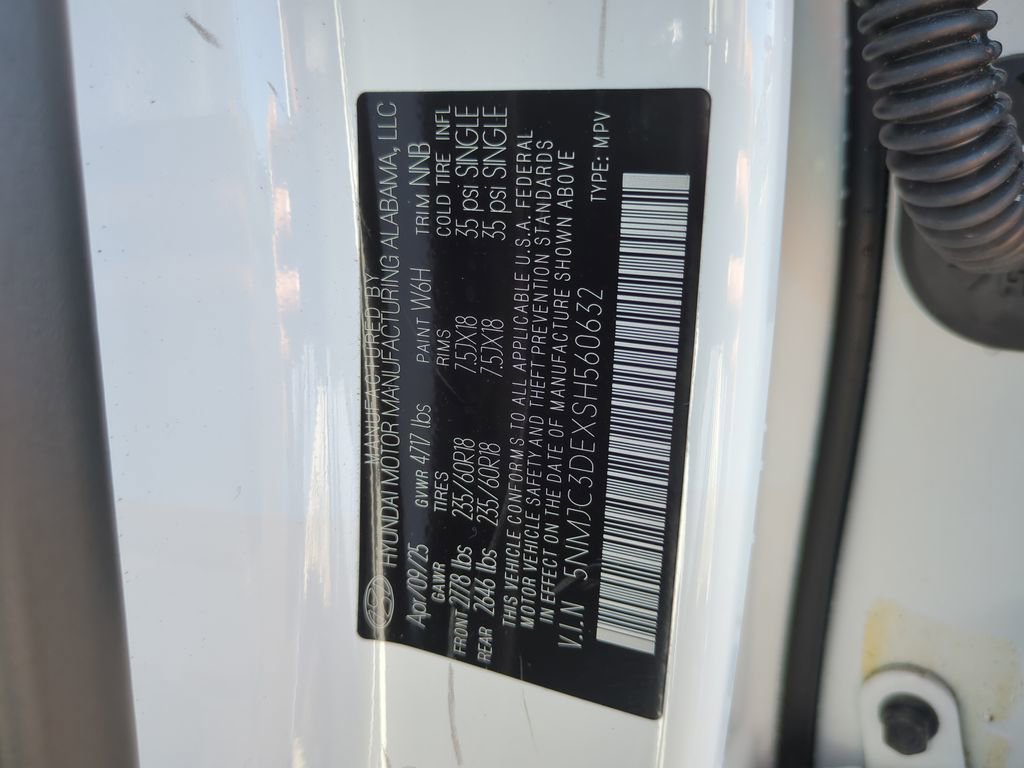 MANUFACTURED BY
HYUNDAI MOTOR MANUFACTURING ALABAMA, LLC
Apr/09/25 GVWR 4717 lbs PAINT W6H TRIM NNB
GAWR TIRES RIMS COLD TIRE INFL
FRONT 2778 lbs 235/60R18 7.5JX18 35 psi SINGLE
REAR 2646 lbs 235/60R18 7.5JX18 35 psi SINGLE
THIS VEHICLE CONFORMS TO ALL APPLICABLE U.S.A. FEDERAL
MOTOR VEHICLE SAFETY AND THEFT PREVENTION STANDARDS
IN EFFECT ON THE DATE OF MANUFACTURE SHOWN ABOVE
V.I.N 5NMJC3DEXSH560632 TYPE: MPV